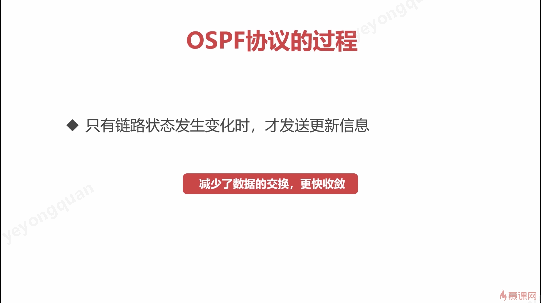 yeyongquan
OSPF协议的过程
◆ 只有链路状态发生变化时，才发送更新信息
减少了数据的交换，更快收敛
yeyongquan
慕课网